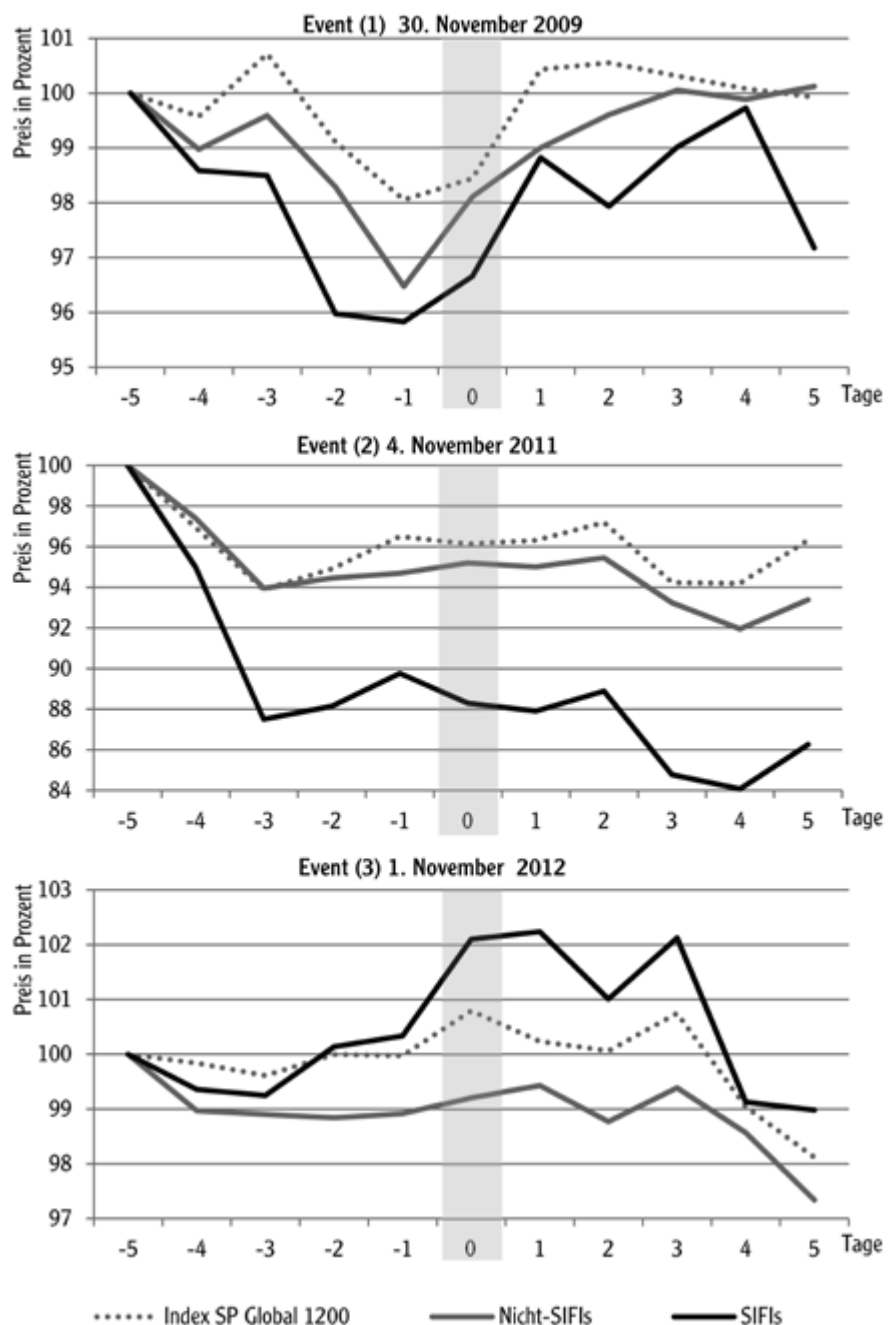 Event (1) 30. November 2009
Preis in Prozent
101
100
99
98
97
96
95
-5 -4 -3 -2 -1 0 1 2 3 4 5 Tage
Event (2) 4. November 2011
Preis in Prozent
100
98
96
94
92
90
88
86
84
-5 -4 -3 -2 -1 0 1 2 3 4 5 Tage
Event (3) 1. November 2012
Preis in Prozent
103
102
101
100
99
98
97
-5 -4 -3 -2 -1 0 1 2 3 4 5 Tage
Index SP Global 1200 Nicht-SIFIs SIFIs